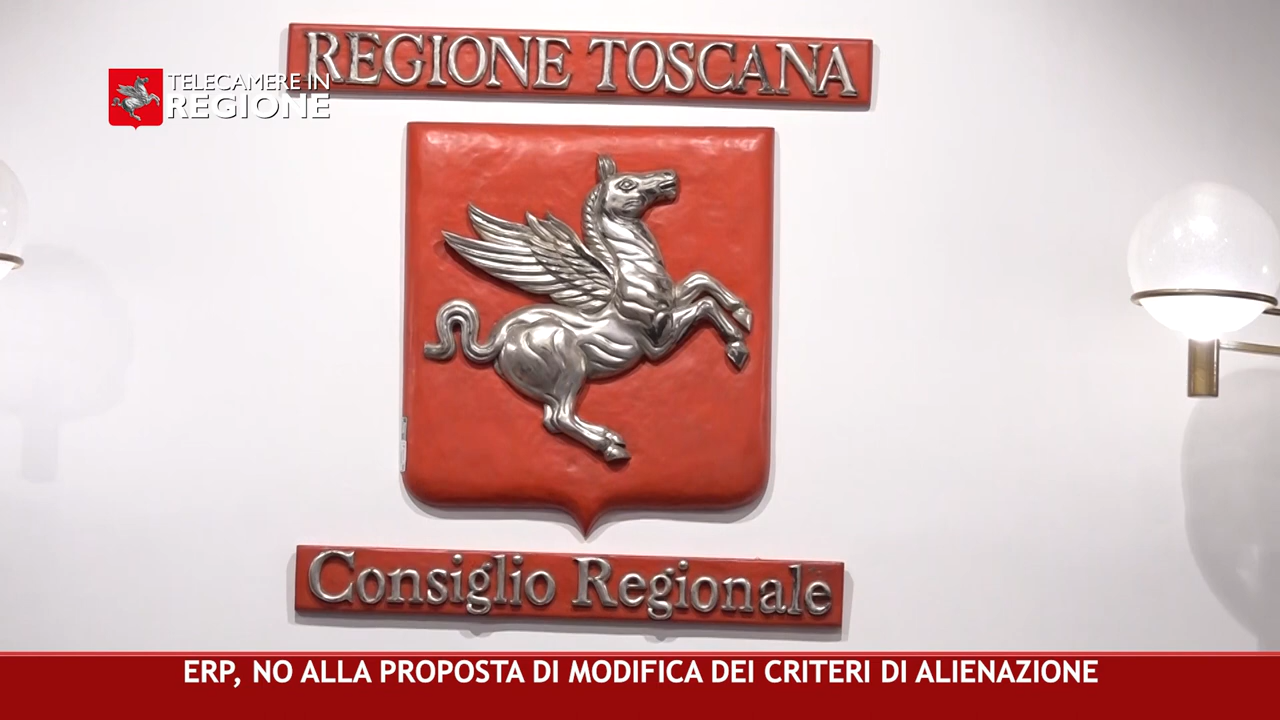 REGIONE TOSCANA
TELECAMERE IN
REGIONE
Consiglio Regionale
ERP, NO ALLA PROPOSTA DI MODIFICA DEI CRITERI DI ALIENAZIONE